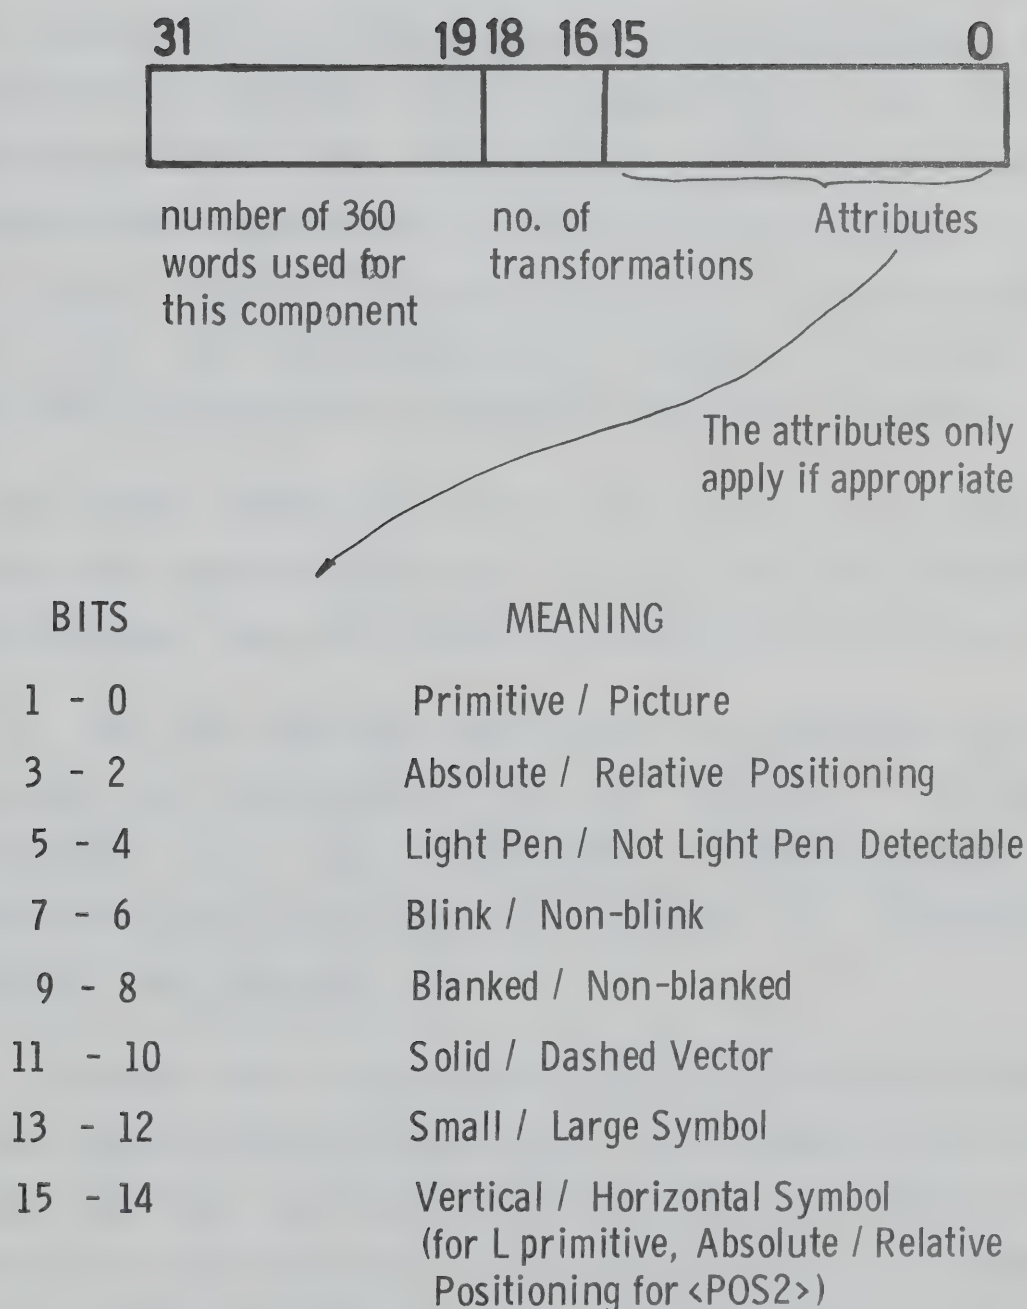 31 19 18 16 15 0
number of 360
words used for
this component
no. of
transformations
Attributes
The attributes only
apply if appropriate
BITS MEANING
1 - 0 Primitive / Picture
3 - 2 Absolute / Relative Positioning
5 - 4 Light Pen / Not Light Pen Detectable
7 - 6 Blink / Non-blink
9 - 8 Blanked / Non-blanked
11 - 10 Solid / Dashed Vector
13 - 12 Small / Large Symbol
15 - 14 Vertical / Horizontal Symbol
(for L primitive, Absolute / Relative
Positioning for <POS2>)